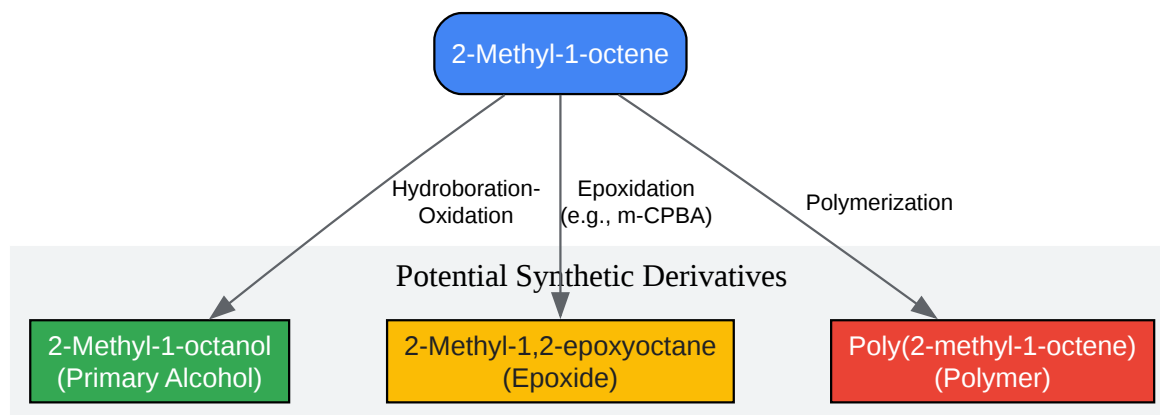 2-Methyl-1-octene
Hydroboration-
Oxidation
Epoxidation
(e.g., m-CPBA)
Polymerization
Potential Synthetic Derivatives
2-Methyl-1-octanol
(Primary Alcohol)
2-Methyl-1,2-epoxyoctane
(Epoxide)
Poly(2-methyl-1-octene)
(Polymer)